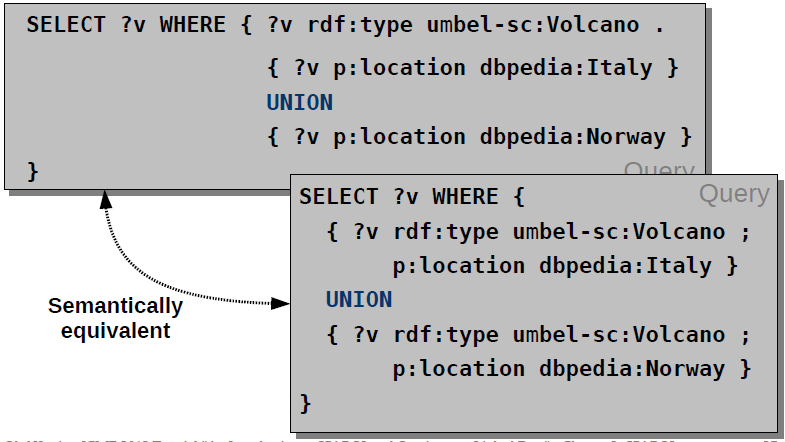 SELECT ?v WHERE { ?v rdf:type umbel-sc:Volcano .
{ ?v p:location dbpedia:Italy }
UNION
{ ?v p:location dbpedia:Norway }
}
Query
SELECT ?v WHERE {
Query
{ ?v rdf:type umbel-sc:Volcano ;
p:location dbpedia:Italy }
UNION
{ ?v rdf:type umbel-sc:Volcano ;
p:location dbpedia:Norway }
}
Semantically
equivalent